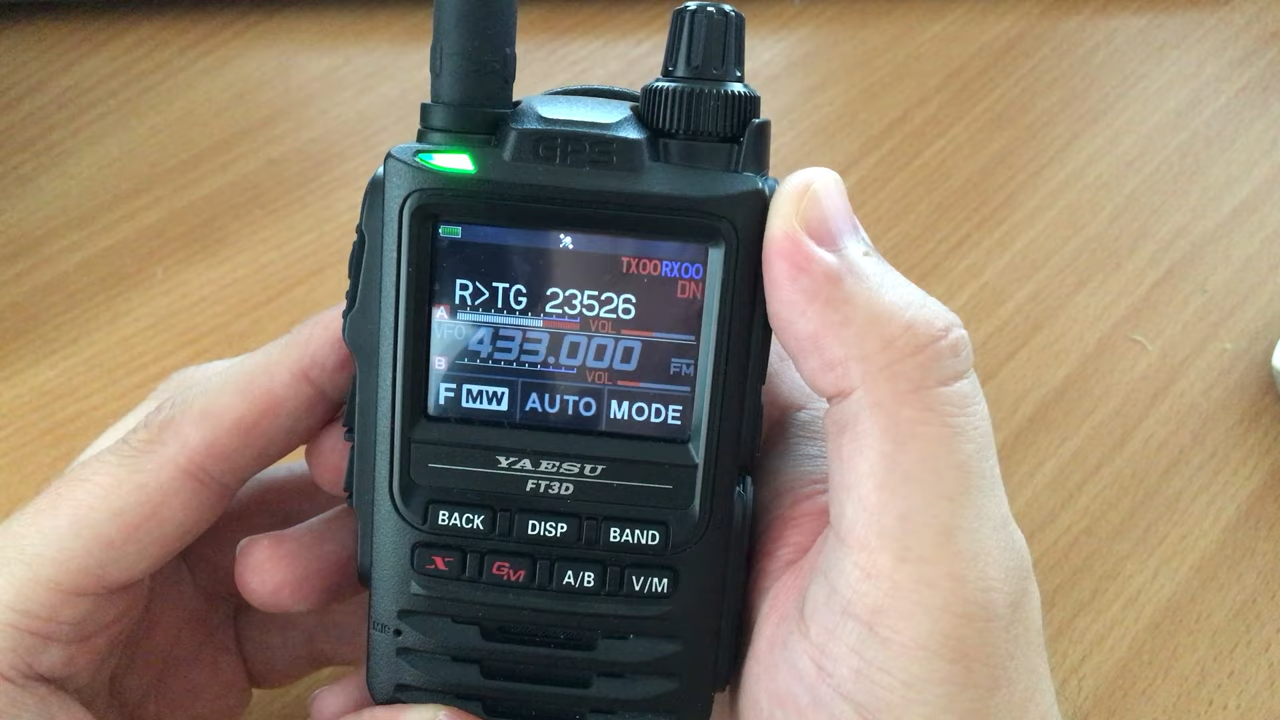 GPS
TX00RX00
DN
R>TG 23526
A
VOL
VFO 433.000
FM
B
VOL
F MW AUTO MODE
YAESU
FT3D
BACK DISP BAND
X GM A/B V/M
MIC